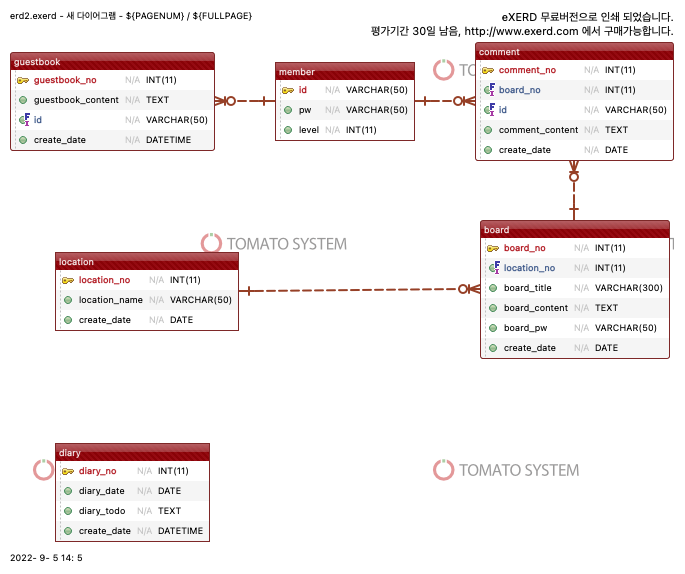 erd2.exerd - 새 다이어그램 - ${PAGENUM} / ${FULLPAGE}
eXERD 무료버전으로 인쇄 되었습니다.
평가기간 30일 남음, http://www.exerd.com 에서 구매가능합니다.
guestbook
guestbook_no N/A INT(11)
guestbook_content N/A TEXT
id N/A VARCHAR(50)
create_date N/A DATETIME
member
id N/A VARCHAR(50)
pw N/A VARCHAR(50)
level N/A INT(11)
TOM
comment
comment_no N/A INT(11)
board_no N/A INT(11)
id N/A VARCHAR(50)
comment_content N/A TEXT
create_date N/A DATE
TOMATO SYSTEM
location
location_no N/A INT(11)
location_name N/A VARCHAR(50)
create_date N/A DATE
board
board_no N/A INT(11)
location_no N/A INT(11)
board_title N/A VARCHAR(300)
board_content N/A TEXT
board_pw N/A VARCHAR(50)
create_date N/A DATE
diary
diary_no N/A INT(11)
diary_date N/A DATE
diary_todo N/A TEXT
create_date N/A DATETIME
TOMATO SYSTEM
2022- 9- 5 14: 5